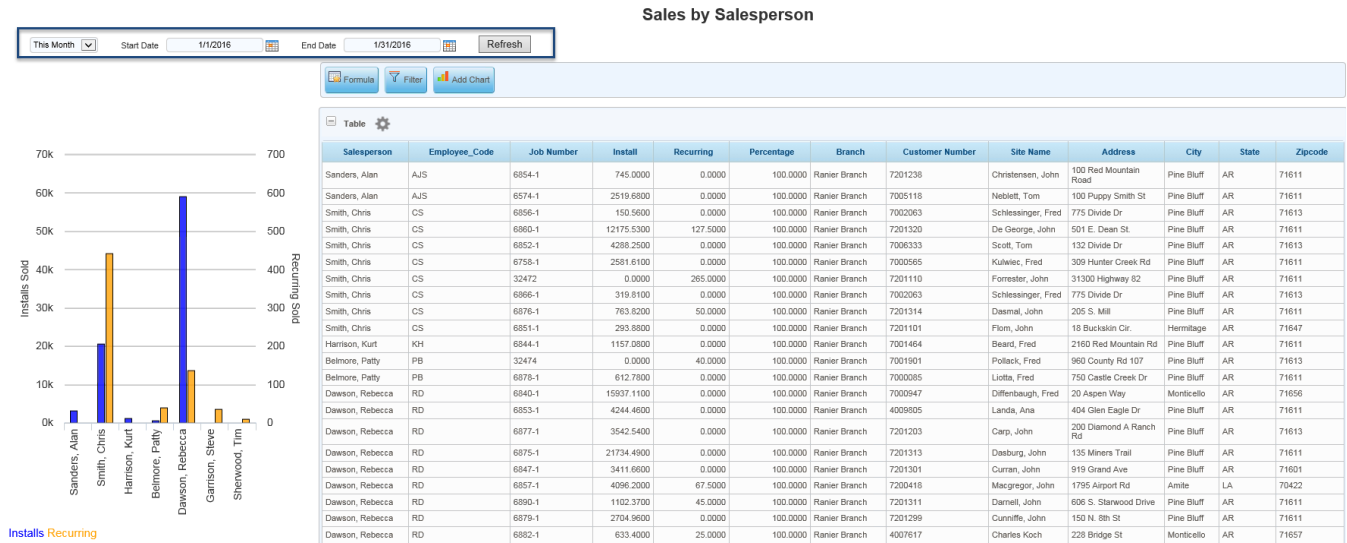 Sales by Salesperson
This Month Start Date 1/1/2016 End Date 1/31/2016 Refresh
Formula Filter Add Chart
Table
Salesperson Employee_Code Job Number Install Recurring Percentage Branch Customer Number Site Name Address City State Zipcode
Sanders, Alan AJS 6854-1 745.0000 0.0000 100.0000 Ranier Branch 7201238 Christensen, John 100 Red Mountain Road Pine Bluff AR 71611
Sanders, Alan AJS 6574-1 2519.6800 0.0000 100.0000 Ranier Branch 7005118 Neblett, Tom 100 Puppy Smith St Pine Bluff AR 71611
Smith, Chris CS 6856-1 150.5600 0.0000 100.0000 Ranier Branch 7002063 Schlessinger, Fred 775 Divide Dr Pine Bluff AR 71613
Smith, Chris CS 6860-1 12175.5300 127.5000 100.0000 Ranier Branch 7201320 De George, John 501 E. Dean St. Pine Bluff AR 71611
Smith, Chris CS 6852-1 4288.2500 0.0000 100.0000 Ranier Branch 7006333 Scott, Tom 132 Divide Dr Pine Bluff AR 71613
Smith, Chris CS 6758-1 2581.6100 0.0000 100.0000 Ranier Branch 7000565 Kulwiec, Fred 309 Hunter Creek Rd Pine Bluff AR 71611
Smith, Chris CS 32472 0.0000 265.0000 100.0000 Ranier Branch 7201110 Forrester, John 31300 Highway 82 Pine Bluff AR 71611
Smith, Chris CS 6866-1 319.8100 0.0000 100.0000 Ranier Branch 7002063 Schlessinger, Fred 775 Divide Dr Pine Bluff AR 71613
Smith, Chris CS 6876-1 763.8200 50.0000 100.0000 Ranier Branch 7201314 Dasmal, John 205 S. Mill Pine Bluff AR 71611
Smith, Chris CS 6851-1 293.8800 0.0000 100.0000 Ranier Branch 7201101 Flom, John 18 Buckskin Cir. Hermitage AR 71647
Harrison, Kurt KH 6844-1 1157.0800 0.0000 100.0000 Ranier Branch 7001464 Beard, Fred 2160 Red Mountain Rd Pine Bluff AR 71611
Belmore, Patty PB 32474 0.0000 40.0000 100.0000 Ranier Branch 7001901 Pollack, Fred 960 County Rd 107 Pine Bluff AR 71613
Belmore, Patty PB 6878-1 612.7800 0.0000 100.0000 Ranier Branch 7000085 Liotta, Fred 750 Castle Creek Dr Pine Bluff AR 71611
Dawson, Rebecca RD 6840-1 15937.1100 0.0000 100.0000 Ranier Branch 7000947 Diffenbaugh, Fred 20 Aspen Way Monticello AR 71656
Dawson, Rebecca RD 6853-1 4244.4600 0.0000 100.0000 Ranier Branch 4009805 Landa, Ana 404 Glen Eagle Dr Pine Bluff AR 71611
Dawson, Rebecca RD 6877-1 3542.5400 0.0000 100.0000 Ranier Branch 7201203 Carp, John 200 Diamond A Ranch Rd Pine Bluff AR 71613
Dawson, Rebecca RD 6875-1 21734.4900 0.0000 100.0000 Ranier Branch 7201313 Dasburg, John 135 Miners Trail Pine Bluff AR 71611
Dawson, Rebecca RD 6847-1 3411.6600 0.0000 100.0000 Ranier Branch 7201301 Curran, John 919 Grand Ave Pine Bluff AR 71601
Dawson, Rebecca RD 6857-1 4096.2000 67.5000 100.0000 Ranier Branch 7200418 Macgregor, John 1795 Airport Rd Amite LA 70422
Dawson, Rebecca RD 6890-1 1102.3700 45.0000 100.0000 Ranier Branch 7201311 Darnell, John 606 S. Starwood Drive Pine Bluff AR 71611
Dawson, Rebecca RD 6879-1 2704.9600 0.0000 100.0000 Ranier Branch 7201299 Cunniffe, John 150 N. 8th St Pine Bluff AR 71611
Dawson, Rebecca RD 6882-1 633.4000 25.0000 100.0000 Ranier Branch 4007617 Charles Koch 228 Bridge St Monticello AR 71657
70k 700
60k 600
50k 500
40k 400
30k 300
20k 200
10k 100
0k 0
Installs Sold
Recurring Sold
Sanders, Alan
Smith, Chris
Harrison, Kurt
Belmore, Patty
Dawson, Rebecca
Garrison, Steve
Sherwood, Tim
Installs Recurring